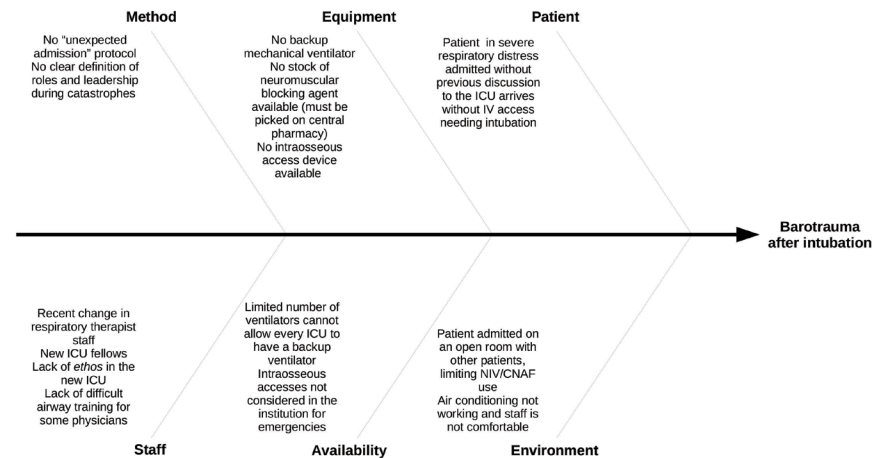 Method
No “unexpected
admission” protocol
No clear definition of
roles and leadership
during catastrophes
Equipment
No backup
mechanical ventilator
No stock of
neuromuscular
blocking agent
available (must be
picked on central
pharmacy)
No intraosseous
access device
available
Patient
Patient in severe
respiratory distress
admitted without
previous discussion
to the ICU arrives
without IV access
needing intubation
Barotrauma
after intubation
Recent change in
respiratory therapist
staff
New ICU fellows
Lack of ethos in the
new ICU
Lack of difficult
airway training for
some physicians
Staff
Limited number of
ventilators cannot
allow every ICU to
have a backup
ventilator
Intraosseous
accesses not
considered in the
institution for
emergencies
Availability
Patient admitted on
an open room with
other patients,
limiting NIV/CNAF
use
Air conditioning not
working and staff is
not comfortable
Environment